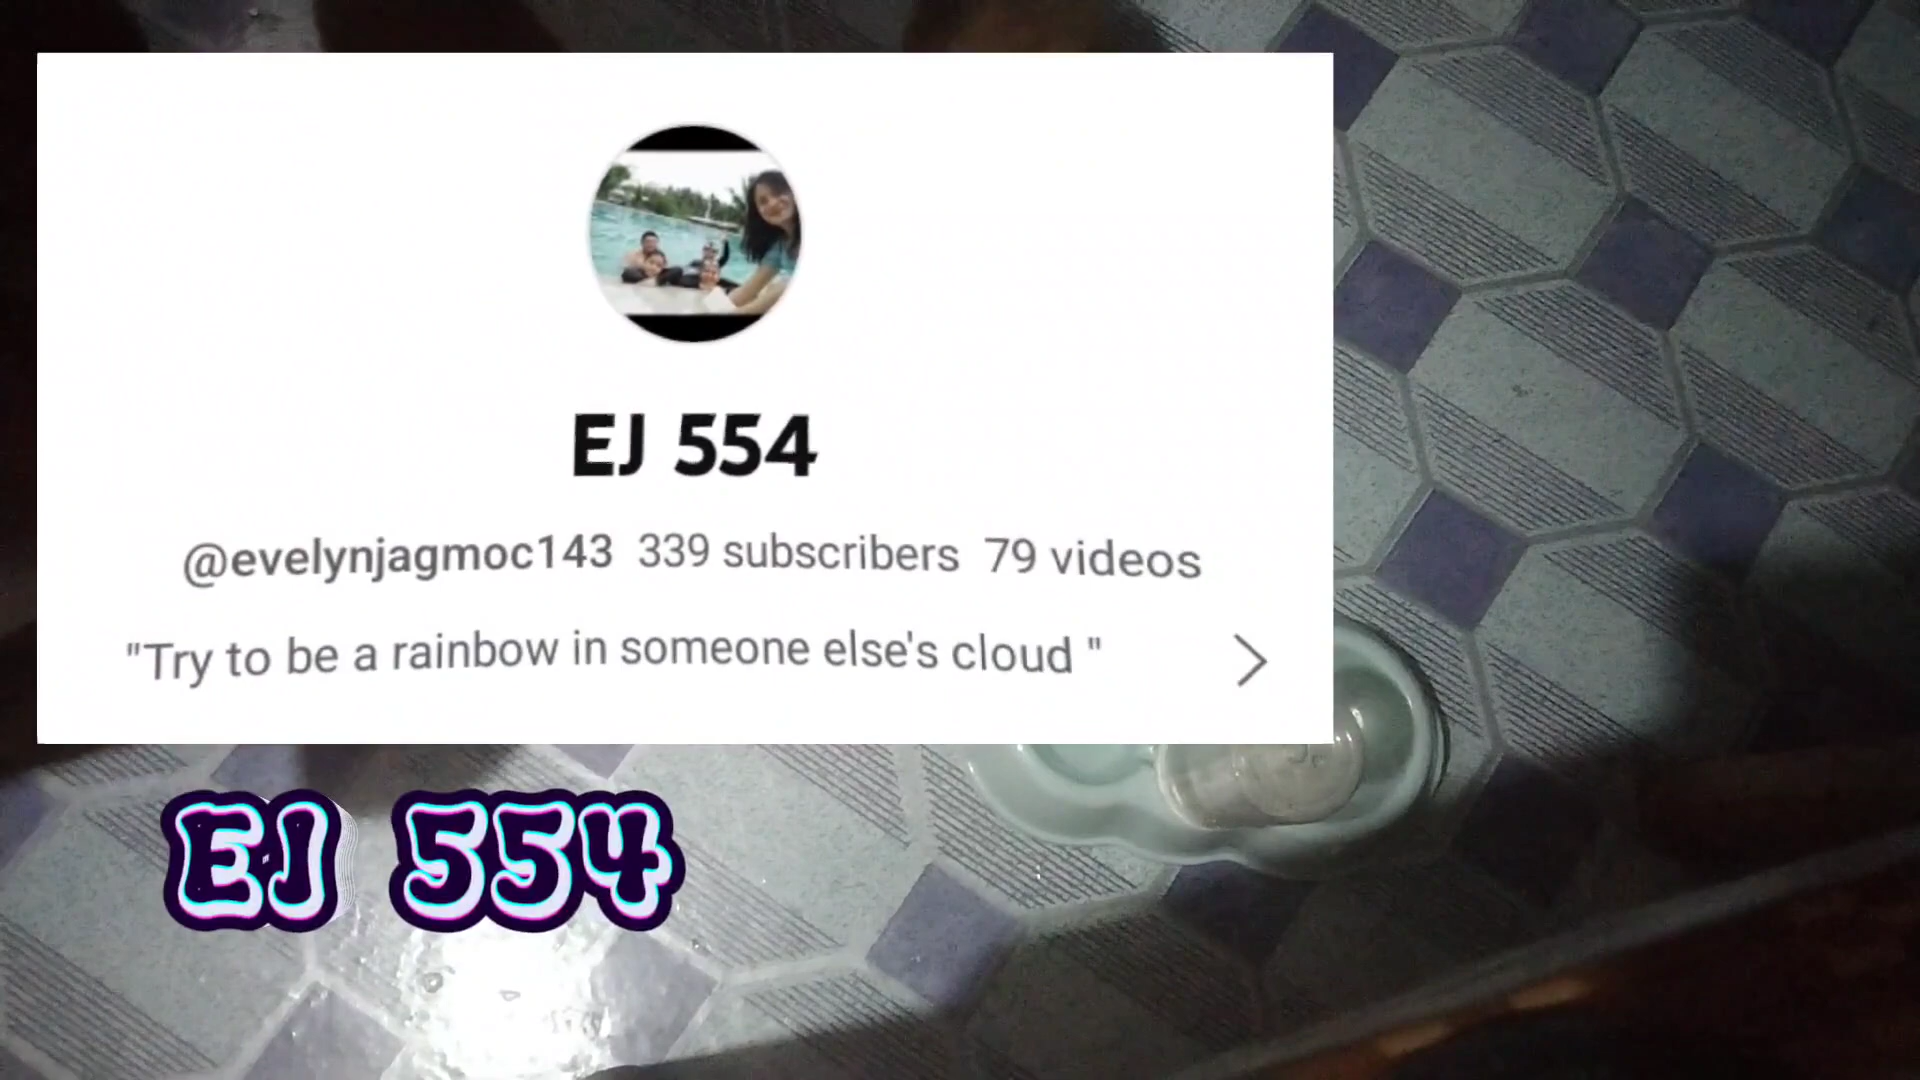 EJ 554
@evelynjagmoc143 339 subscribers 79 videos
"Try to be a rainbow in someone else's cloud "
EJ 554